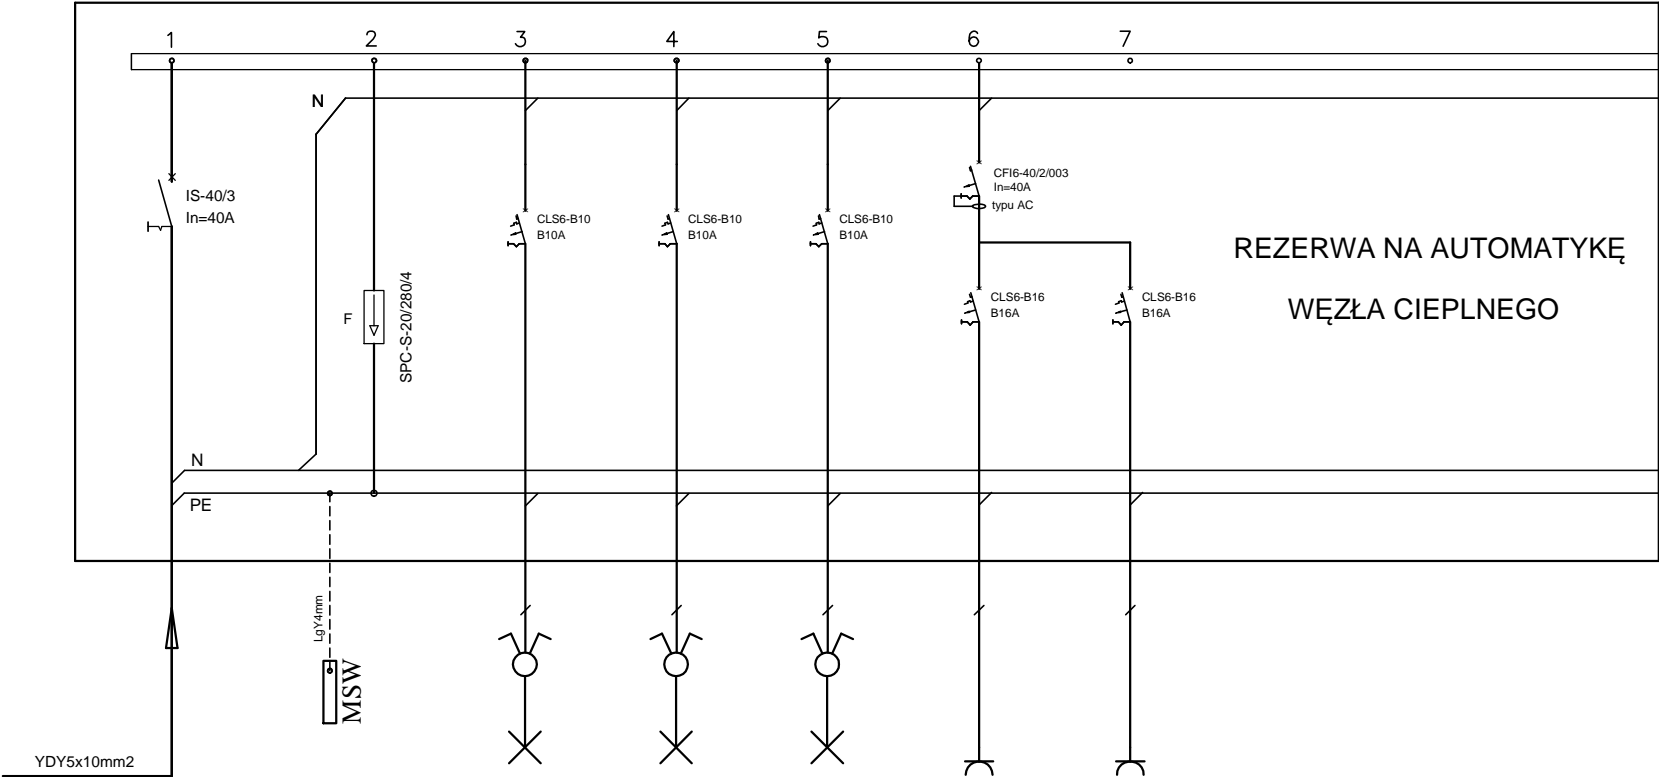 1
2
3
4
5
6
7
N
IS-40/3
In=40A
F
SPC-S-20/280/4
CLS6-B10
B10A
CLS6-B10
B10A
CLS6-B10
B10A
CFI6-40/2/003
In=40A
typu AC
CLS6-B16
B16A
CLS6-B16
B16A
REZERWA NA AUTOMATYKĘ
WĘZŁA CIEPLNEGO
N
PE
LgY4mm
MSW
YDY5x10mm2